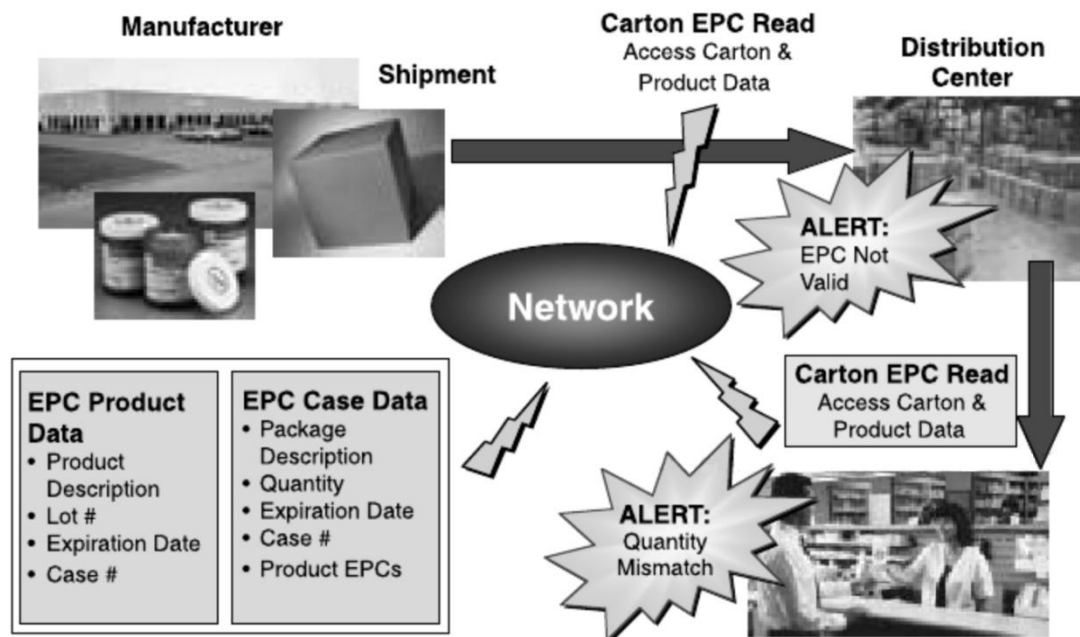 Manufacturer
Shipment
Carton EPC Read
Access Carton &
Product Data
Distribution
Center
ALERT:
EPC Not
Valid
Network
EPC Product
Data
• Product
Description
• Lot #
• Expiration Date
• Case #
EPC Case Data
• Package
Description
• Quantity
• Expiration Date
• Case #
• Product EPCs
Carton EPC Read
Access Carton &
Product Data
ALERT:
Quantity
Mismatch